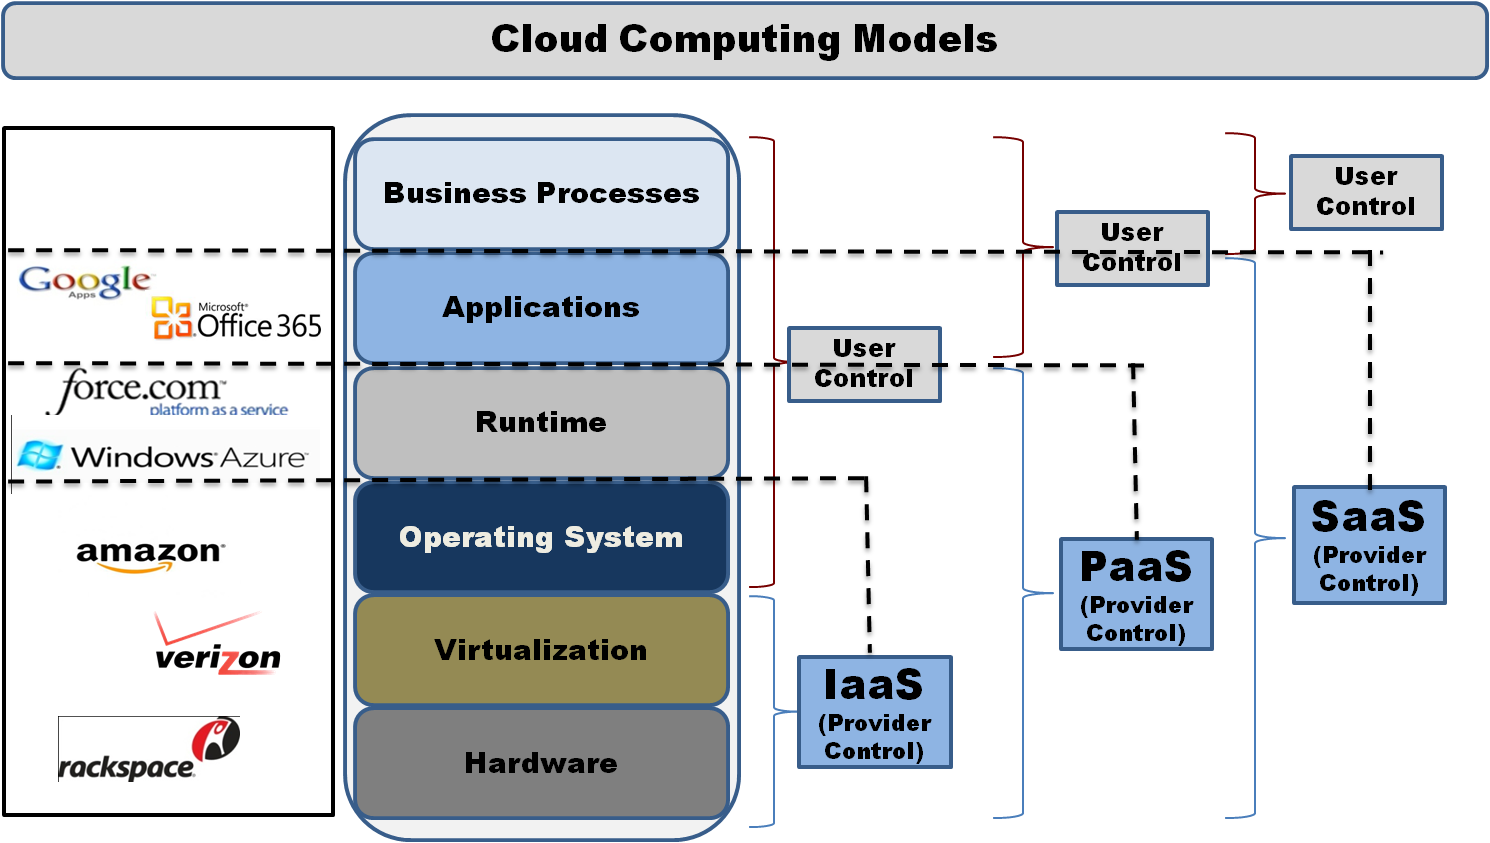 Cloud Computing Models
Business Processes
Applications
Runtime
Operating System
Virtualization
Hardware
Google
Apps
Microsoft
Office 365
force.com
platform as a service
Windows Azure
amazon
verizon
rackspace
User
Control
IaaS
(Provider
Control)
User
Control
PaaS
(Provider
Control)
User
Control
SaaS
(Provider
Control)